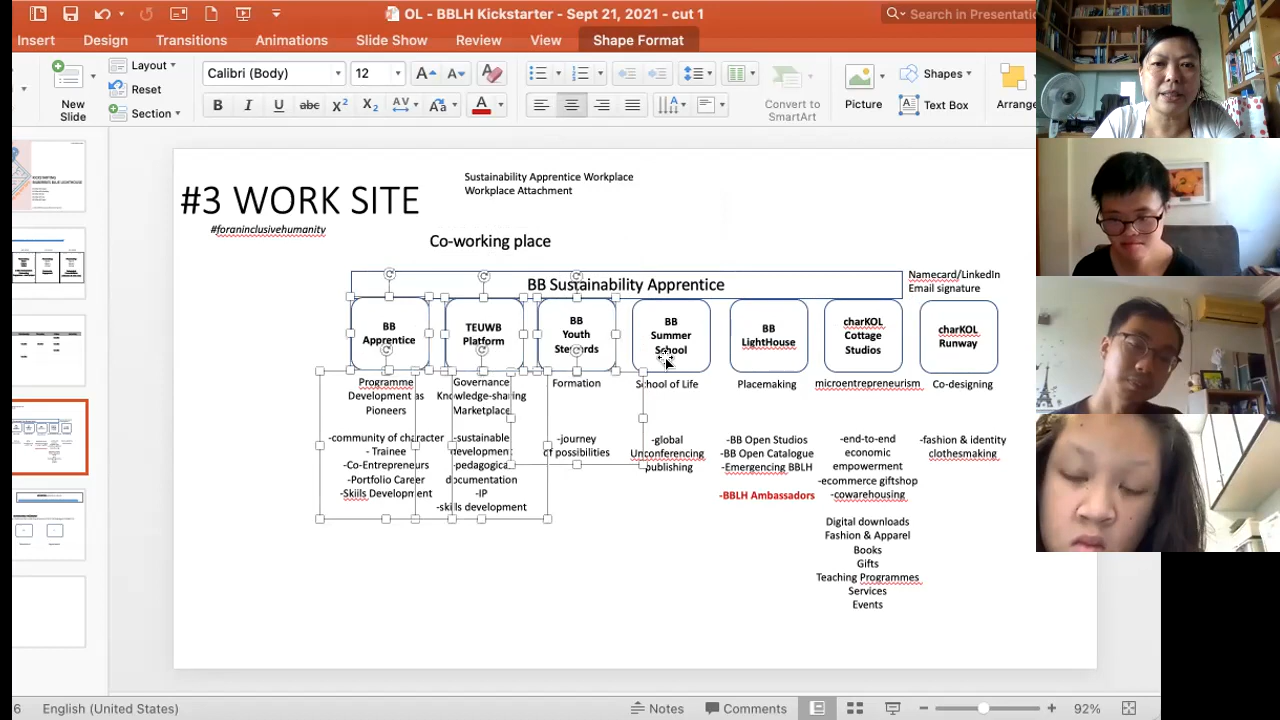 OL - BBLH Kickstarter - Sept 21, 2021 - cut 1
Search in Presentatio
Insert
Design
Transitions
Animations
Slide Show
Review
View
Shape Format
New
Slide
Layout
Reset
Section
Calibri (Body)
12
Convert to
SmartArt
Picture
Shapes
Text Box
Arrange
#3 WORK SITE
#foraninclusivehumanity
Sustainability Apprentice Workplace
Workplace Attachment
Co-working place
BB Sustainability Apprentice
Namecard/LinkedIn
Email signature
BB
Apprentice
TEUWB
Platform
BB
Youth
Stewards
BB
Summer
School
BB
LightHouse
charKOL
Cottage
Studios
charKOL
Runway
Programme
Development as
Pioneers
-community of character
- Trainee
-Co-Entrepreneurs
-Portfolio Career
-Skills Development
Governance
Knowledge-sharing
Marketplace
-sustainable
development
-pedagogical
documentation
-IP
-skills development
Formation
-journey
of possibilities
School of Life
-global
Unconferencing
publishing
Placemaking
-BB Open Studios
-BB Open Catalogue
-Emergencing BBLH
-BBLH Ambassadors
microentrepreneurism
-end-to-end
economic
empowerment
-ecommerce giftshop
-cowarehousing
Digital downloads
Fashion & Apparel
Books
Gifts
Teaching Programmes
Services
Events
Co-designing
-fashion & identity
clothesmaking
6
English (United States)
Notes
Comments
92%